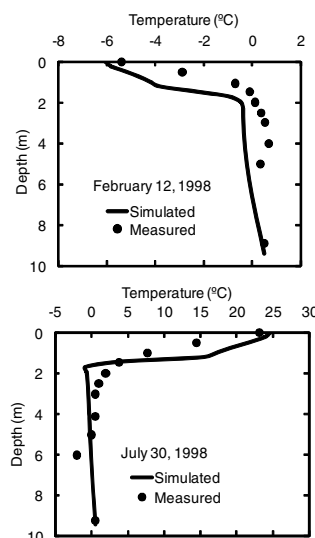 Temperature (ºC)
-8 -6 -4 -2 0 2
0
2
4
6
8
10
Depth (m)
February 12, 1998
Simulated
Measured
Temperature (ºC)
-5 0 5 10 15 20 25 30
0
2
4
6
8
10
Depth (m)
July 30, 1998
Simulated
Measured